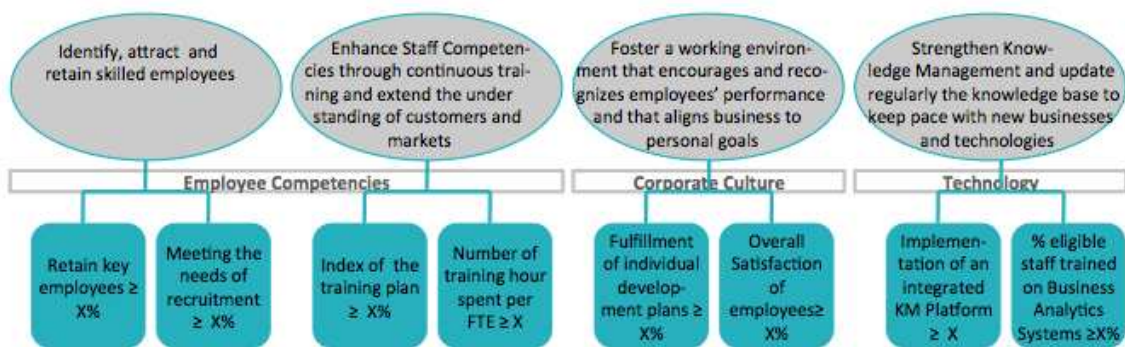 Identify, attract and
retain skilled employees
Enhance Staff Competen-
cies through continuous trai-
ning and extend the under
standing of customers and
markets
Foster a working environ-
ment that encourages and reco-
gnizes employees' performance
and that aligns business to
personal goals
Strengthen Know-
ledge Management and update
regularly the knowledge base to
keep pace with new businesses
and technologies
Employee Competencies
Corporate Culture
Technology
Retain key
employees ≥
X%
Meeting the
needs of
recruitment
≥ X%
Index of the
training plan
≥ X%
Number of
training hour
spent per
FTE ≥ X
Fulfillment
of individual
develop-
ment plans ≥
X%
Overall
Satisfaction
of
employees≥
X%
Implemen-
tation of an
integrated
KM Platform
≥ X
% eligible
staff trained
on Business
Analytics
Systems ≥X%